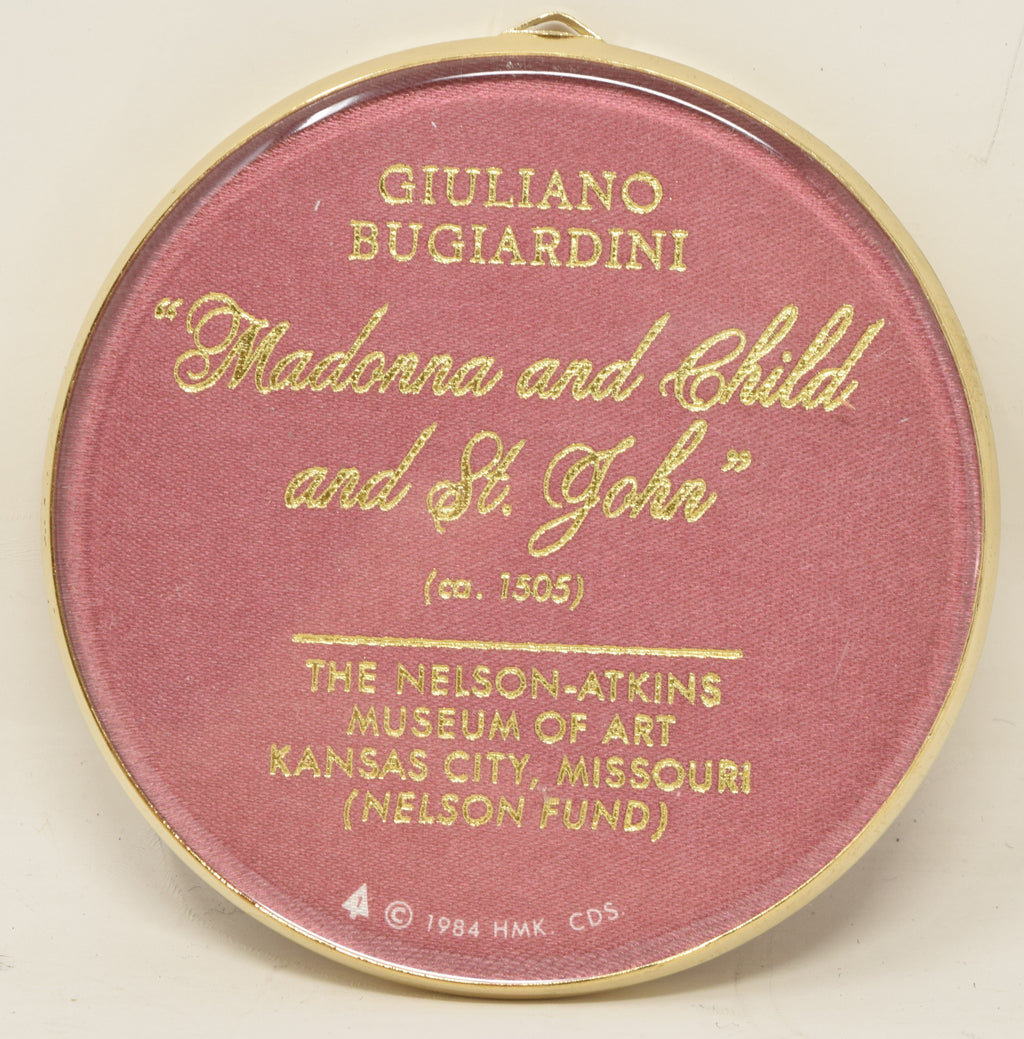 GIULIANO
BUGIARDINI
“Madonna and Child
and St. John”
(ca. 1505)
THE NELSON-ATKINS
MUSEUM OF ART
KANSAS CITY, MISSOURI
(NELSON FUND)
1 © 1984 HMK. CDS.